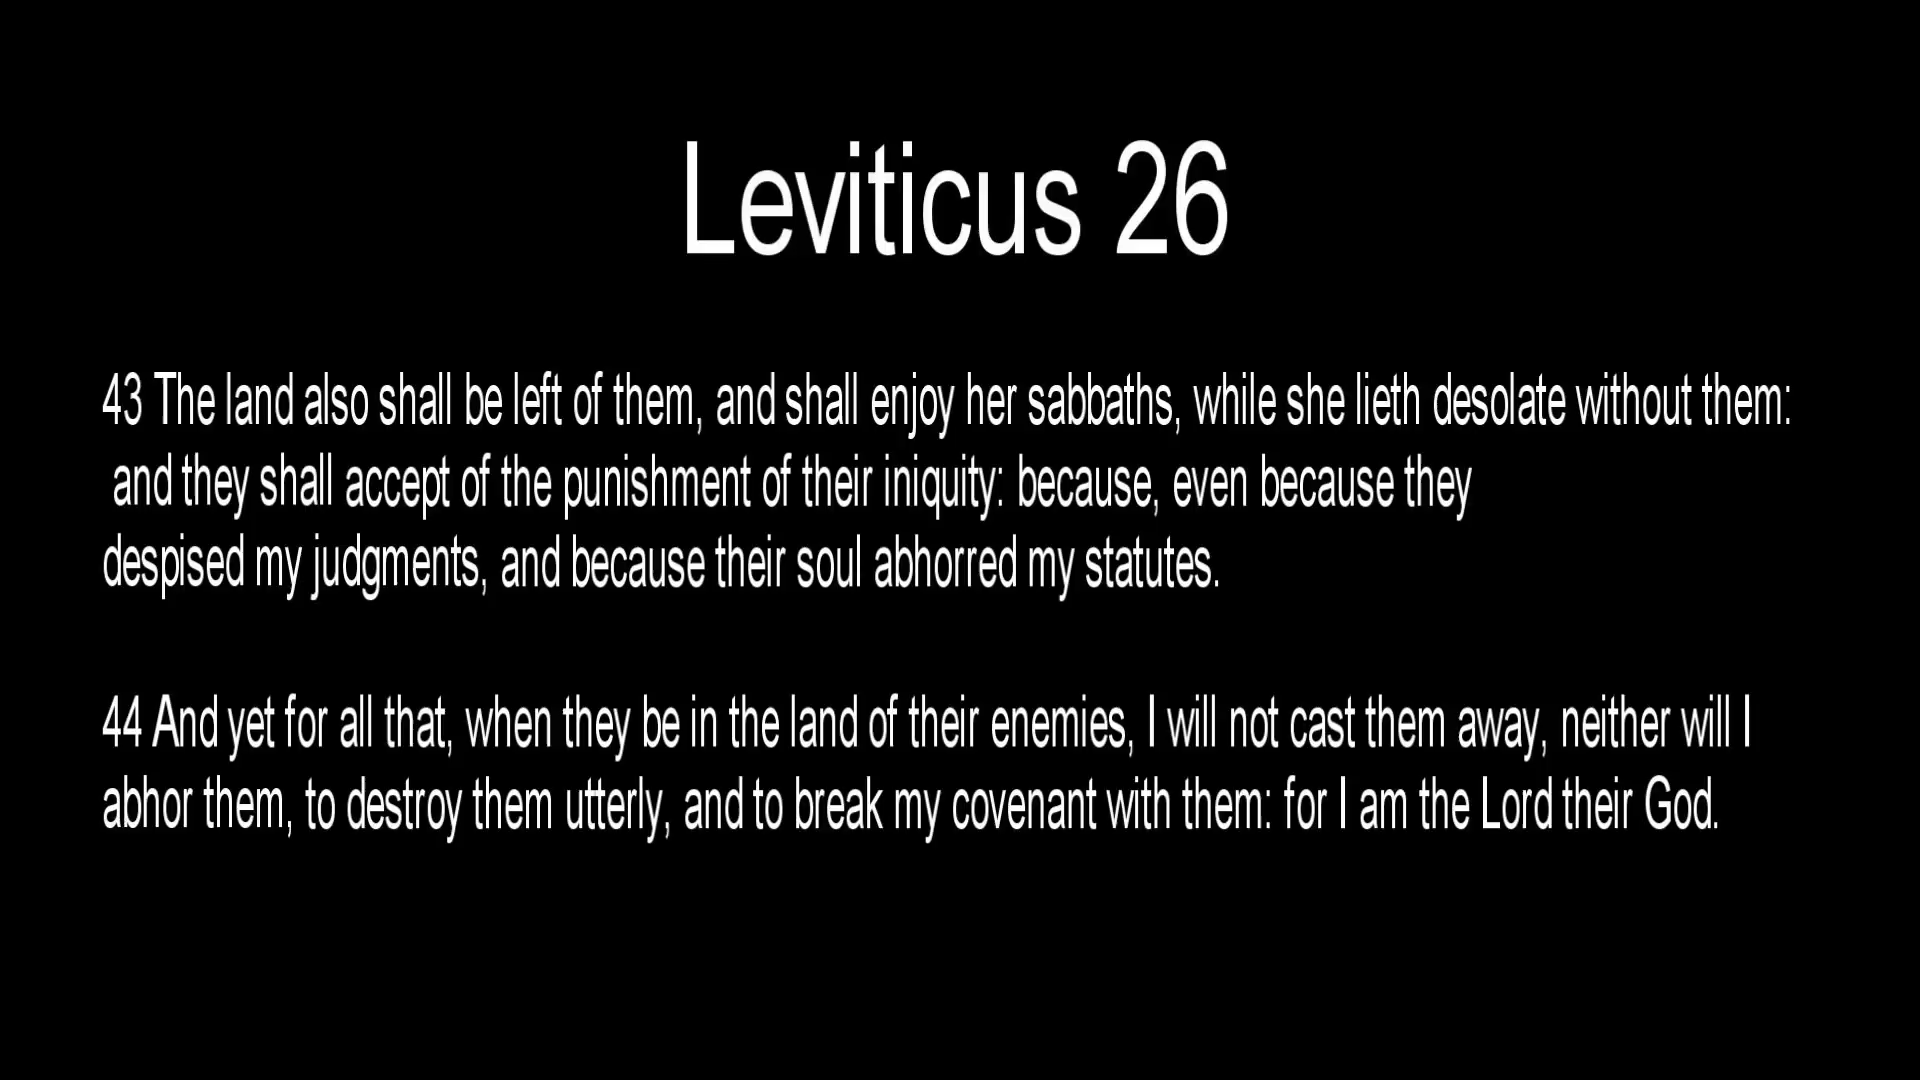 Leviticus 26
43 The land also shall be left of them, and shall enjoy her sabbaths, while she lieth desolate without them:
and they shall accept of the punishment of their iniquity: because, even because they
despised my judgments, and because their soul abhorred my statutes.
44 And yet for all that, when they be in the land of their enemies, I will not cast them away, neither will I
abhor them, to destroy them utterly, and to break my covenant with them: for I am the Lord their God.